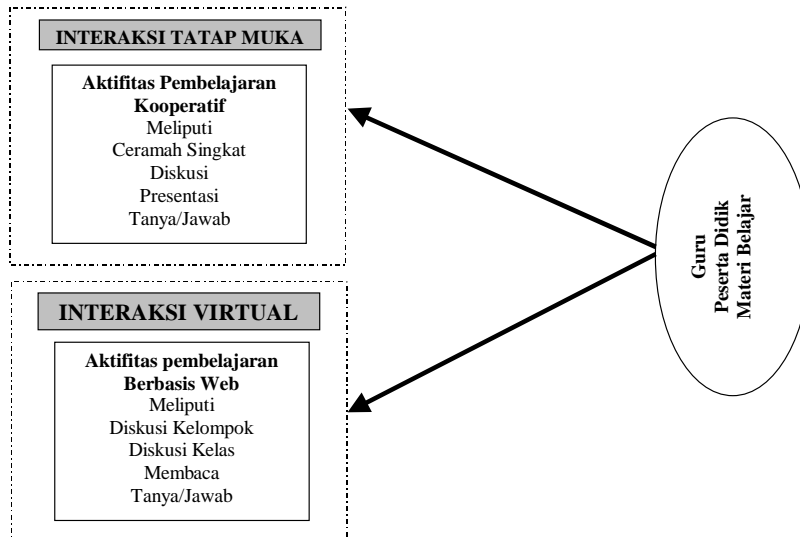 INTERAKSI TATAP MUKA
Aktifitas Pembelajaran
Kooperatif
Meliputi
Ceramah Singkat
Diskusi
Presentasi
Tanya/Jawab
INTERAKSI VIRTUAL
Aktifitas pembelajaran
Berbasis Web
Meliputi
Diskusi Kelompok
Diskusi Kelas
Membaca
Tanya/Jawab
Guru
Peserta Didik
Materi Belajar